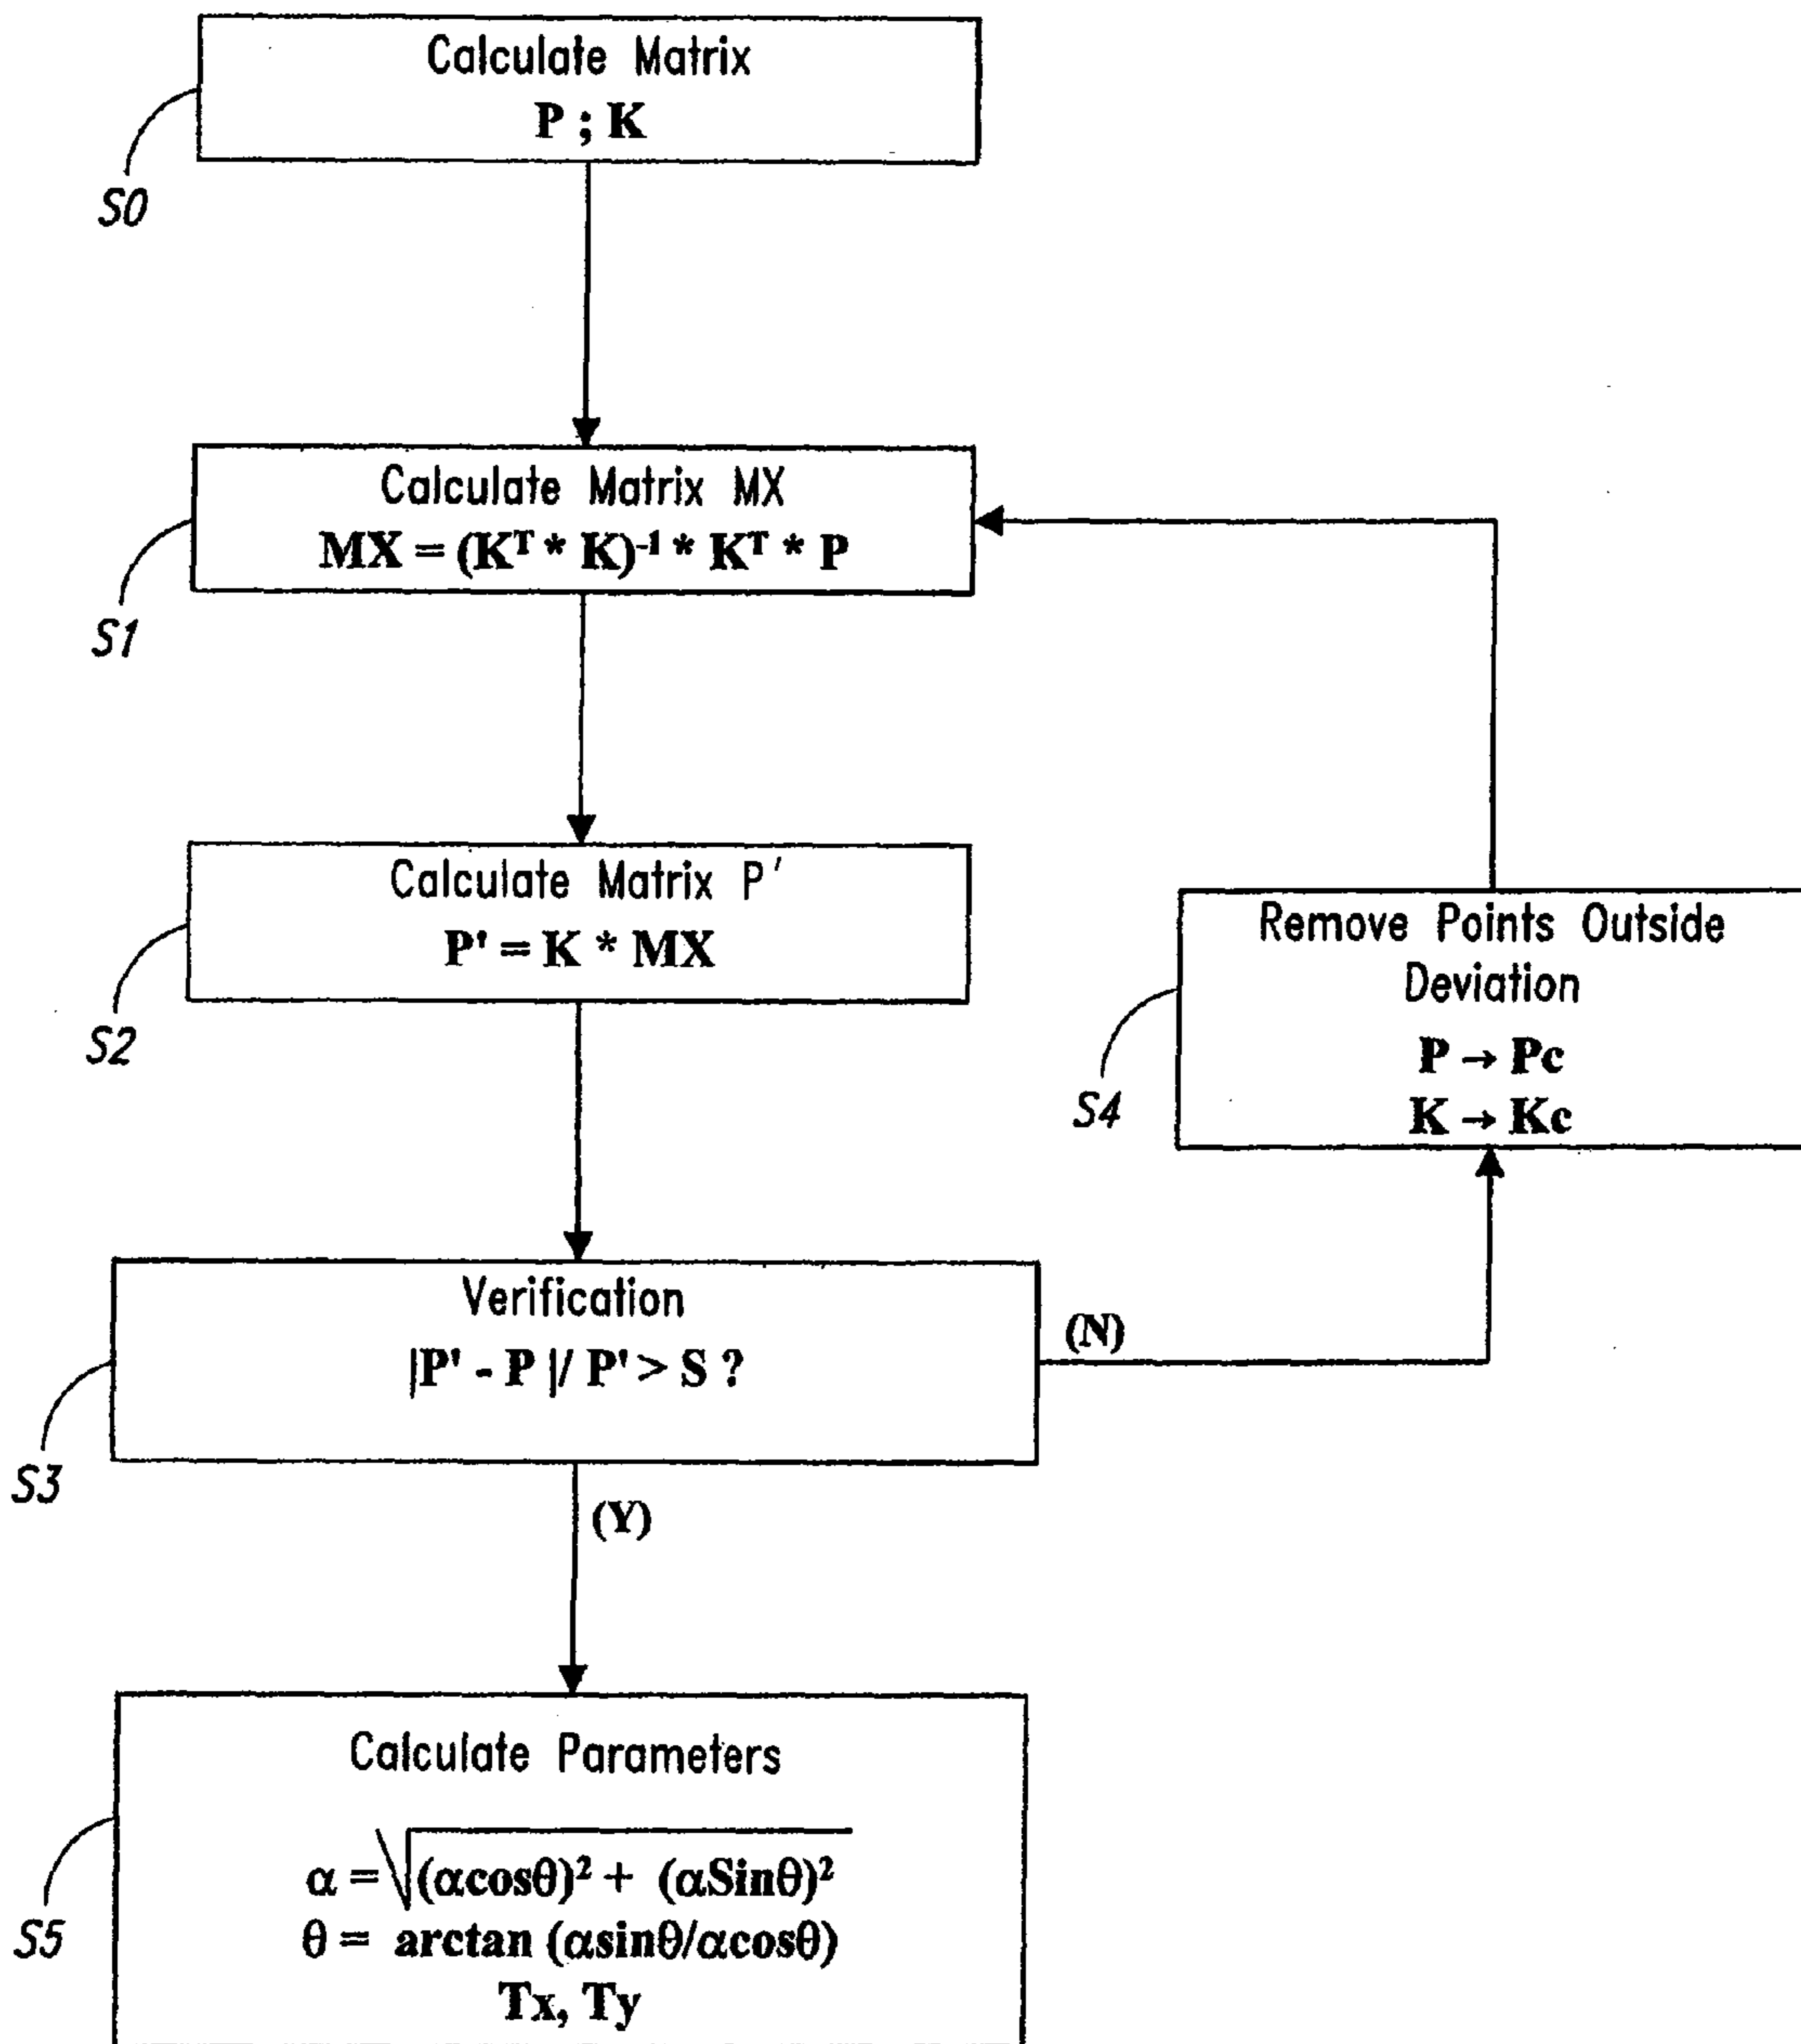 Calculate Matrix
P ; K
S0
Calculate Matrix MX
MX = (Kᵀ * K)⁻¹ * Kᵀ * P
S1
Calculate Matrix P'
P' = K * MX
S2
Remove Points Outside
Deviation
P → Pc
K → Kc
S4
Verification
|P' - P |/ P' > S ?
(N)
S3
(Y)
Calculate Parameters
α = √(αcosθ)² + (αSinθ)²
θ = arctan (αsinθ/αcosθ)
Tx, Ty
S5